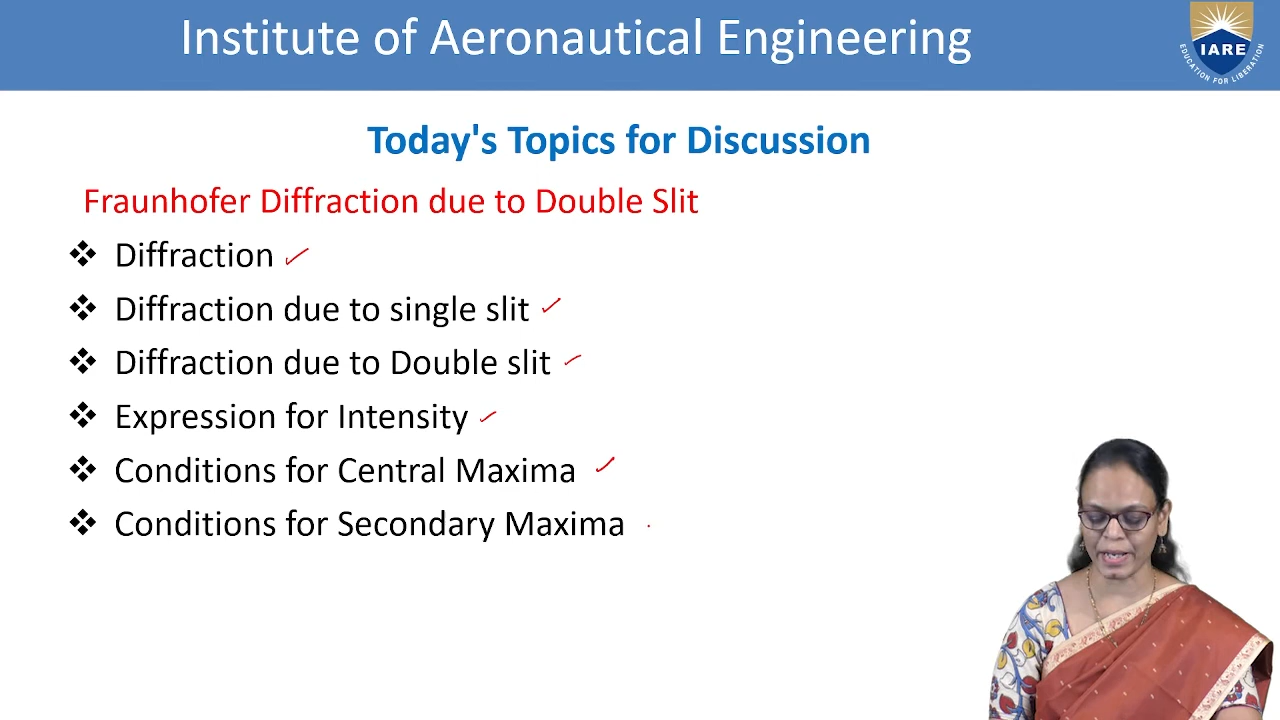 Institute of Aeronautical Engineering
IARE
EDUCATION FOR LIBERATION
Today's Topics for Discussion
Fraunhofer Diffraction due to Double Slit
❖ Diffraction
❖ Diffraction due to single slit
❖ Diffraction due to Double slit
❖ Expression for Intensity
❖ Conditions for Central Maxima
❖ Conditions for Secondary Maxima